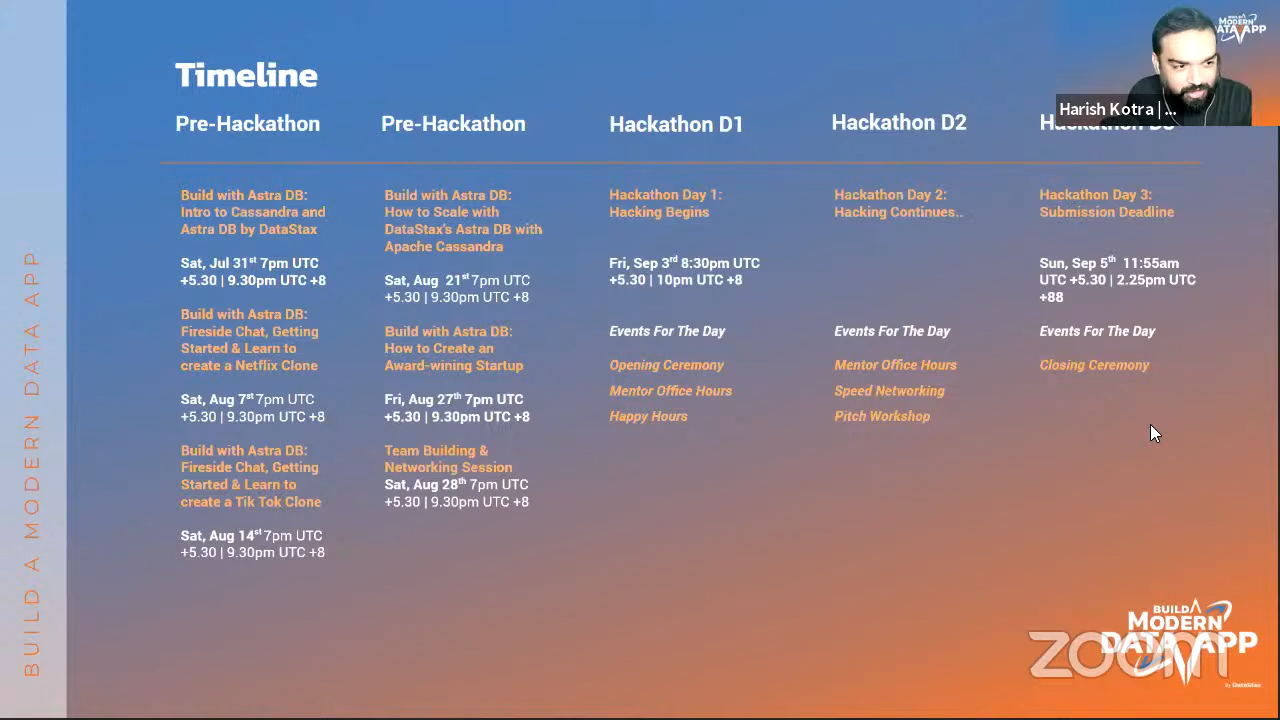 BUILD A MODERN DATA APP
Timeline
Pre-Hackathon
Build with Astra DB:
Intro to Cassandra and
Astra DB by DataStax
Sat, Jul 31st 7pm UTC
+5.30 | 9.30pm UTC +8
Build with Astra DB:
Fireside Chat, Getting
Started & Learn to
create a Netflix Clone
Sat, Aug 7st 7pm UTC
+5.30 | 9.30pm UTC +8
Build with Astra DB:
Fireside Chat, Getting
Started & Learn to
create a Tik Tok Clone
Sat, Aug 14st 7pm UTC
+5.30 | 9.30pm UTC +8
Pre-Hackathon
Build with Astra DB:
How to Scale with
DataStax's Astra DB with
Apache Cassandra
Sat, Aug 21st 7pm UTC
+5.30 | 9.30pm UTC +8
Build with Astra DB:
How to Create an
Award-wining Startup
Fri, Aug 27th 7pm UTC
+5.30 | 9.30pm UTC +8
Team Building &
Networking Session
Sat, Aug 28th 7pm UTC
+5.30 | 9.30pm UTC +8
Hackathon D1
Hackathon Day 1:
Hacking Begins
Fri, Sep 3rd 8:30pm UTC
+5.30 | 10pm UTC +8
Events For The Day
Opening Ceremony
Mentor Office Hours
Happy Hours
Hackathon D2
Hackathon Day 2:
Hacking Continues..
Events For The Day
Mentor Office Hours
Speed Networking
Pitch Workshop
Hackathon Day 3:
Submission Deadline
Sun, Sep 5th 11:55am
UTC +5.30 | 2.25pm UTC
+88
Events For The Day
Closing Ceremony
Harish Kotra | ...
BUILD
MODERN
DATA APP
BUILD A
MODERN
DATA APP
by DataStax
zoom